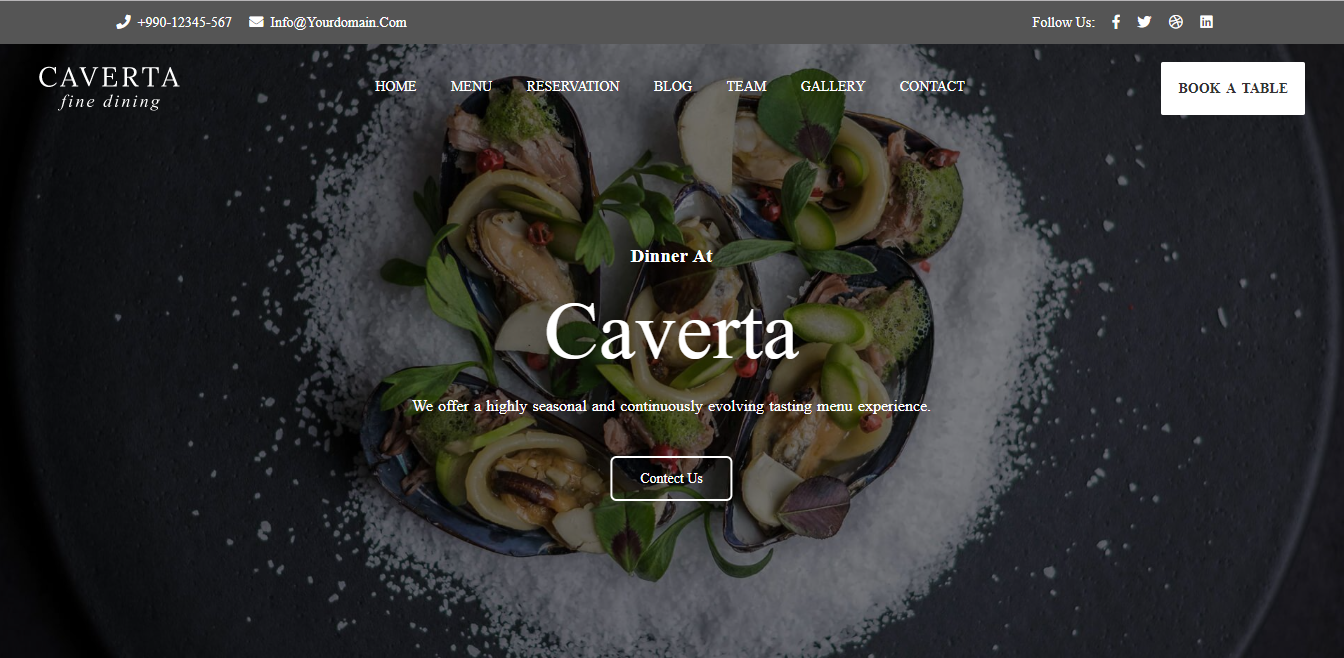 +990-12345-567 Info@Yourdomain.Com Follow Us:
CAVERTA
fine dining
HOME MENU RESERVATION BLOG TEAM GALLERY CONTACT
BOOK A TABLE
Dinner At
Caverta
We offer a highly seasonal and continuously evolving tasting menu experience.
Contect Us